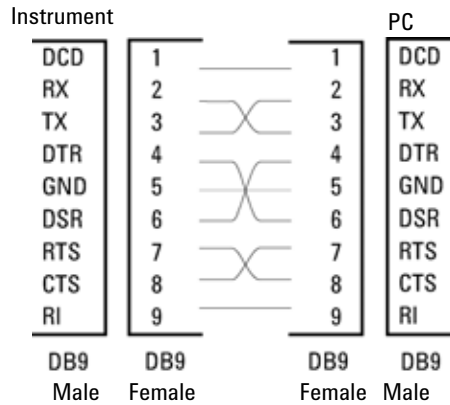 Instrument PC
DCD 1 1 DCD
RX 2 2 RX
TX 3 3 TX
DTR 4 4 DTR
GND 5 5 GND
DSR 6 6 DSR
RTS 7 7 RTS
CTS 8 8 CTS
RI 9 9 RI
DB9 DB9 DB9 DB9
Male Female Female Male